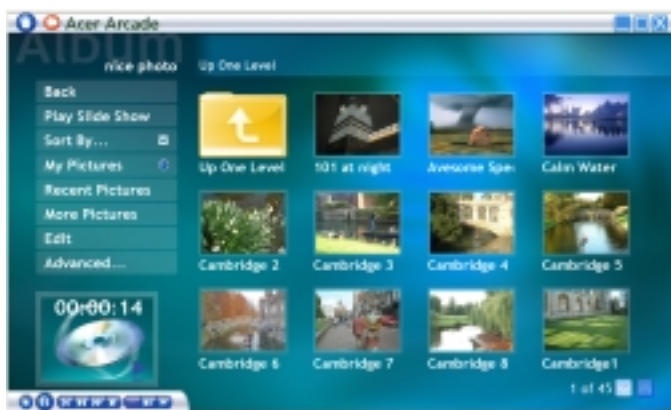 Acer Arcade
Album
nice photo
Up One Level
Back
Play Slide Show
Sort By...
My Pictures
Recent Pictures
More Pictures
Edit
Advanced...
00:00:14
Up One Level
101 at night
Avesome Spe
Calm Water
Cambridge 2
Cambridge 3
Cambridge 4
Cambridge 5
Cambridge 6
Cambridge 7
Cambridge 8
Cambridge1
1 of 45